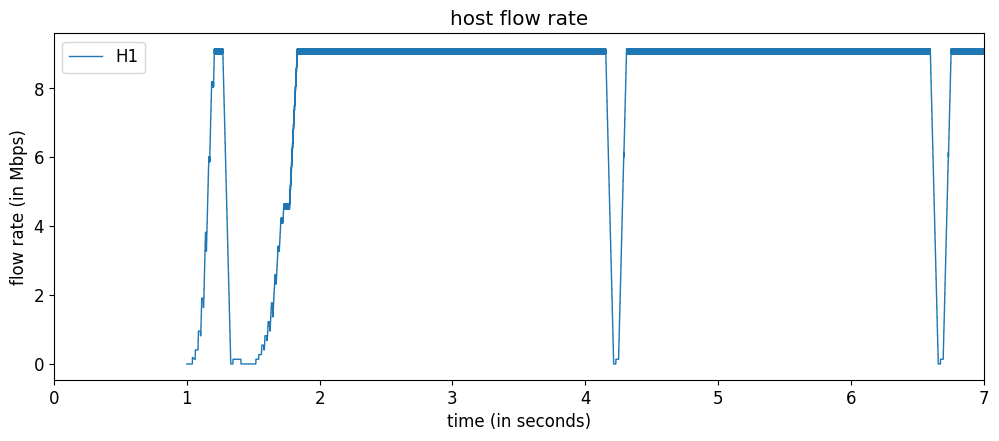 host flow rate
H1
flow rate (in Mbps)
8
6
4
2
0
0 1 2 3 4 5 6 7
time (in seconds)